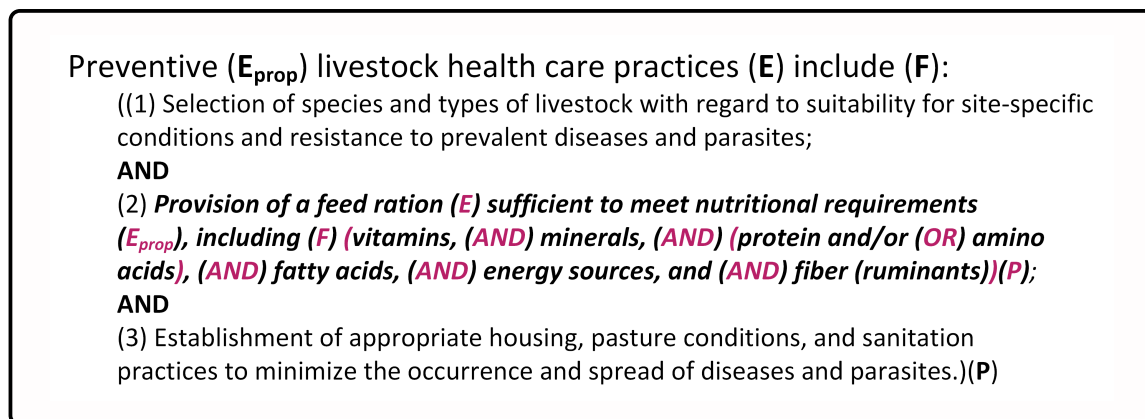 Preventive (Eprop) livestock health care practices (E) include (F):
((1) Selection of species and types of livestock with regard to suitability for site-specific
conditions and resistance to prevalent diseases and parasites;
AND
(2) Provision of a feed ration (E) sufficient to meet nutritional requirements
(Eprop), including (F) (vitamins, (AND) minerals, (AND) (protein and/or (OR) amino
acids), (AND) fatty acids, (AND) energy sources, and (AND) fiber (ruminants))(P);
AND
(3) Establishment of appropriate housing, pasture conditions, and sanitation
practices to minimize the occurrence and spread of diseases and parasites.)(P)